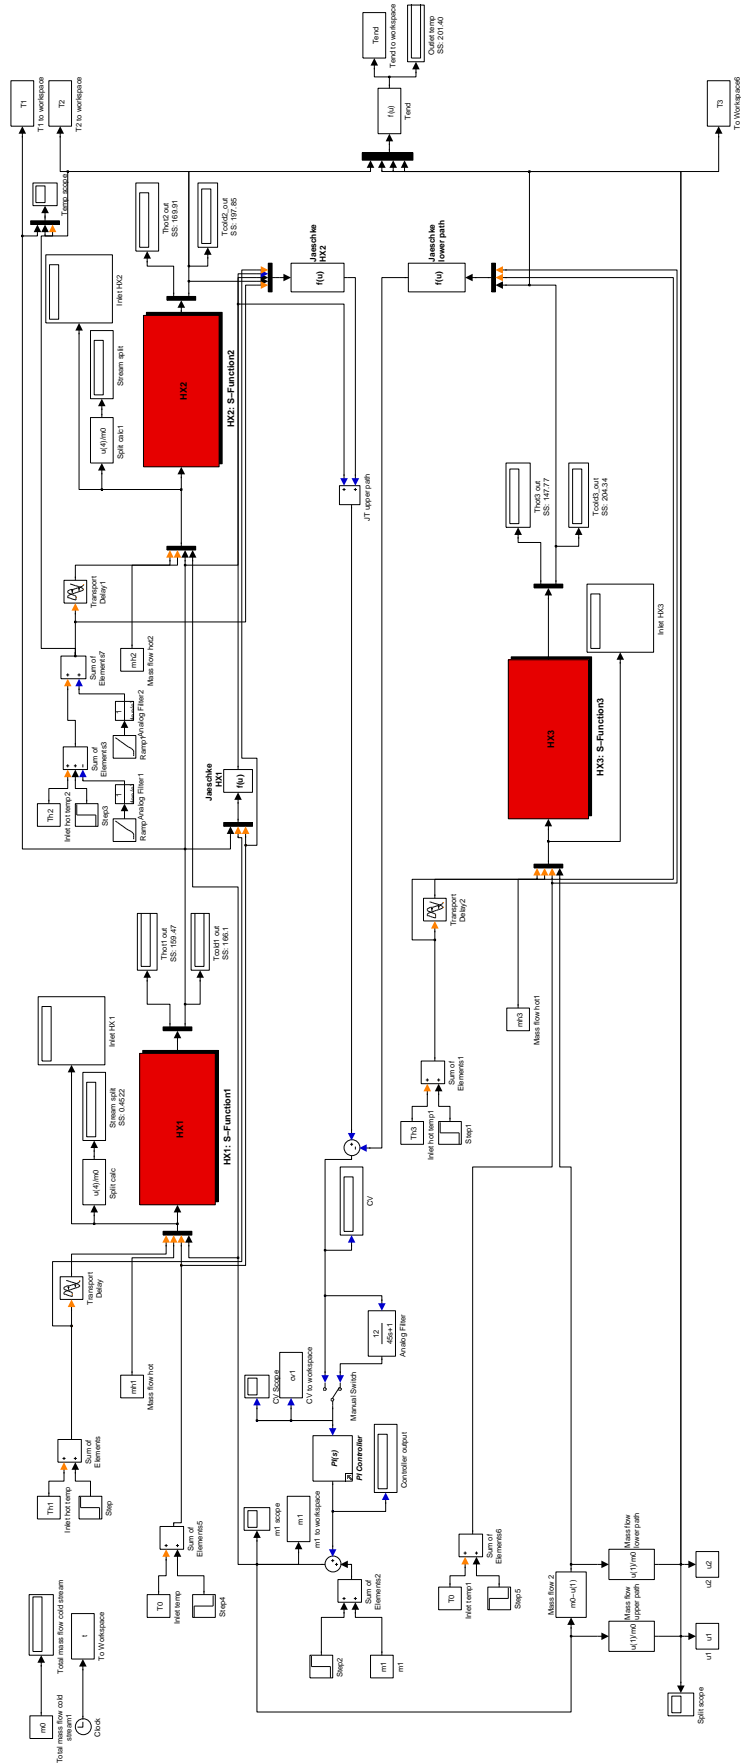 m0
Total mass flow cold
stream1
Total mass flow cold stream
Clock
t
To Workspace
Th1
Inlet hot temp
Step
Sum of
Elements
Transport
Delay
mh1
Mass flow hot
T0
Inlet temp
Step4
Sum of
Elements5
u(4)/m0
Split calc
Stream split
SS: 0.4522
Inlet HX1
HX1
HX1: S-Function1
Thot1 out
SS: 159.47
Tcold1 out
SS: 166.1
Th2
Inlet hot temp2
Step3
Ramp
Analog Filter1
Sum of
Elements3
Ramp1
Analog Filter2
Sum of
Elements7
Transport
Delay1
mh2
Mass flow hot2
Jaeschke
HX1
f(u)
u(4)/m0
Split calc1
Stream split
Inlet HX2
HX2
HX2: S-Function2
Thot2 out
SS: 169.91
Tcold2_out
SS: 197.85
Temp scope
T1
T1 to workspace
T2
T2 to workspace
Jaeschke
HX2
f(u)
JT upper path
Jaeschke
lower path
f(u)
f(u)
Tend
Tend
Tend to workspace
Outlet temp
SS: 201.40
T3
To Workspace6
Step2
m1
m1
Sum of
Elements2
m1 scope
m1
m1 to workspace
PI(s)
PI Controller
Controller output
CV Scope
cv1
CV to workspace
Manual Switch
12
45s+1
Analog Filter
CV
T0
Inlet temp1
Step5
Sum of
Elements6
Th3
Inlet hot temp1
Step1
Sum of
Elements1
Transport
Delay2
mh3
Mass flow hot1
HX3
HX3: S-Function3
Inlet HX3
Thot3 out
SS: 147.77
Tcold3_out
SS: 204.34
Mass flow 2
m0-u(1)
Mass flow
upper path
u(1)/m0
Mass flow
lower path
u(1)/m0
u1
u1
u2
u2
Split scope